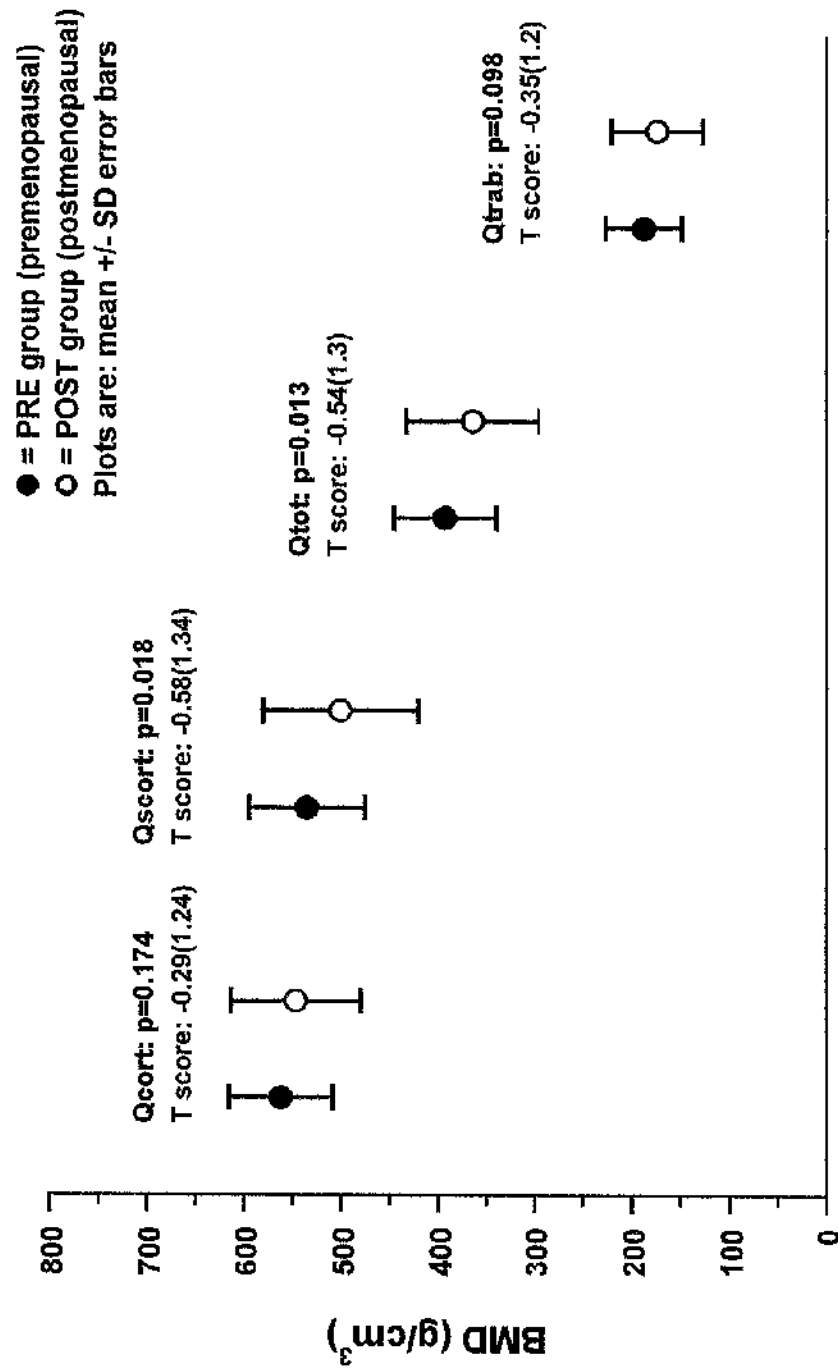 ● = PRE group (premenopausal)
O = POST group (postmenopausal)
Plots are: mean +/- SD error bars
Qcort: p=0.174
T score: -0.29(1.24)
Qscort: p=0.018
T score: -0.58(1.34)
Qtot: p=0.013
T score: -0.54(1.3)
Qtrab: p=0.098
T score: -0.35(1.2)
800
700
600
500
400
300
200
100
0
BMD (g/cm³)